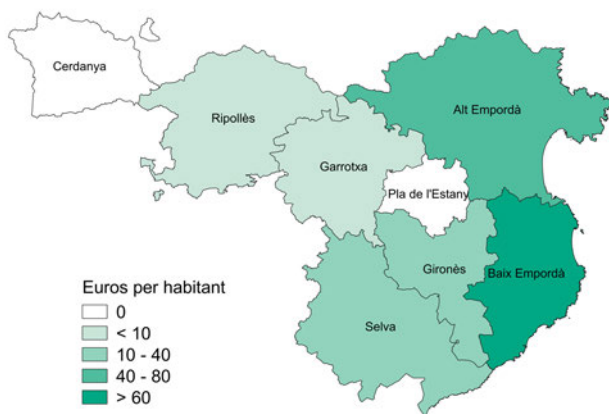 Cerdanya
Ripollès
Alt Empordà
Garrotxa
Pla de l'Estany
Gironès
Baix Empordà
Selva
Euros per habitant
0
< 10
10 - 40
40 - 80
> 60